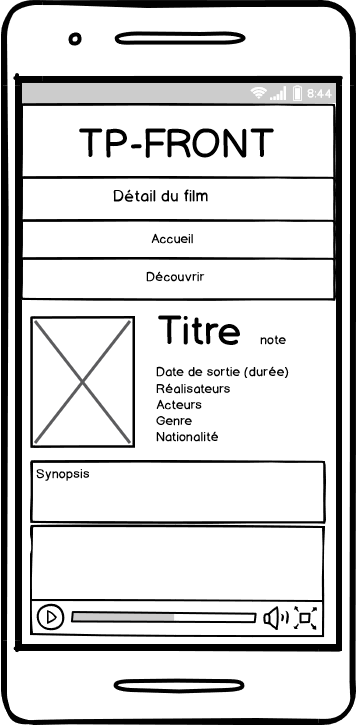 8:44
TP-FRONT
Détail du film
Accueil
Découvrir
Titre note
Date de sortie (durée)
Réalisateurs
Acteurs
Genre
Nationalité
Synopsis